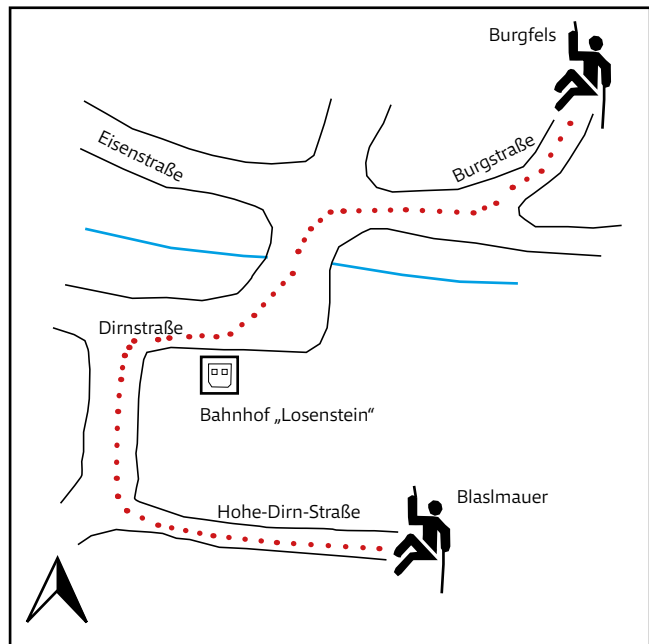 Burgfels
Eisenstraße
Burgstraße
Dirnstraße
Bahnhof „Losenstein“
Hohe-Dirn-Straße
Blaslmauer